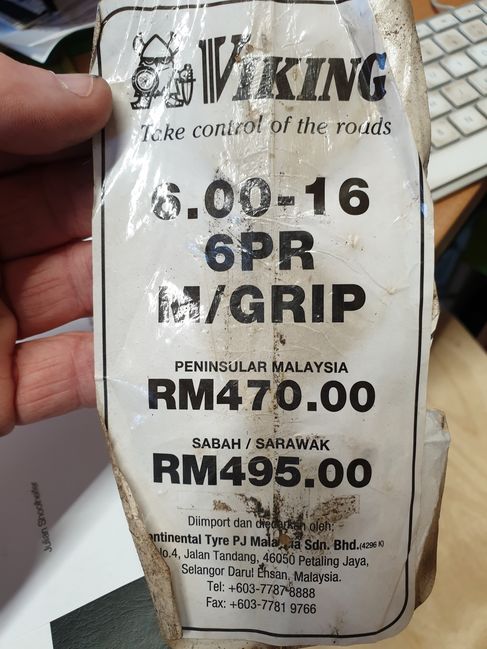 VIKING
Take control of the roads
6.00-16
6PR
M/GRIP
PENINSULAR MALAYSIA
RM470.00
SABAH / SARAWAK
RM495.00
Diimport dan diedarkan oleh:
ontinental Tyre PJ Malaysia Sdn. Bhd.(4296 K)
No.4, Jalan Tandang, 46050 Petaling Jaya,
Selangor Darul Ehsan, Malaysia.
Tel: +603-7787 8888
Fax: +603-7781 9766